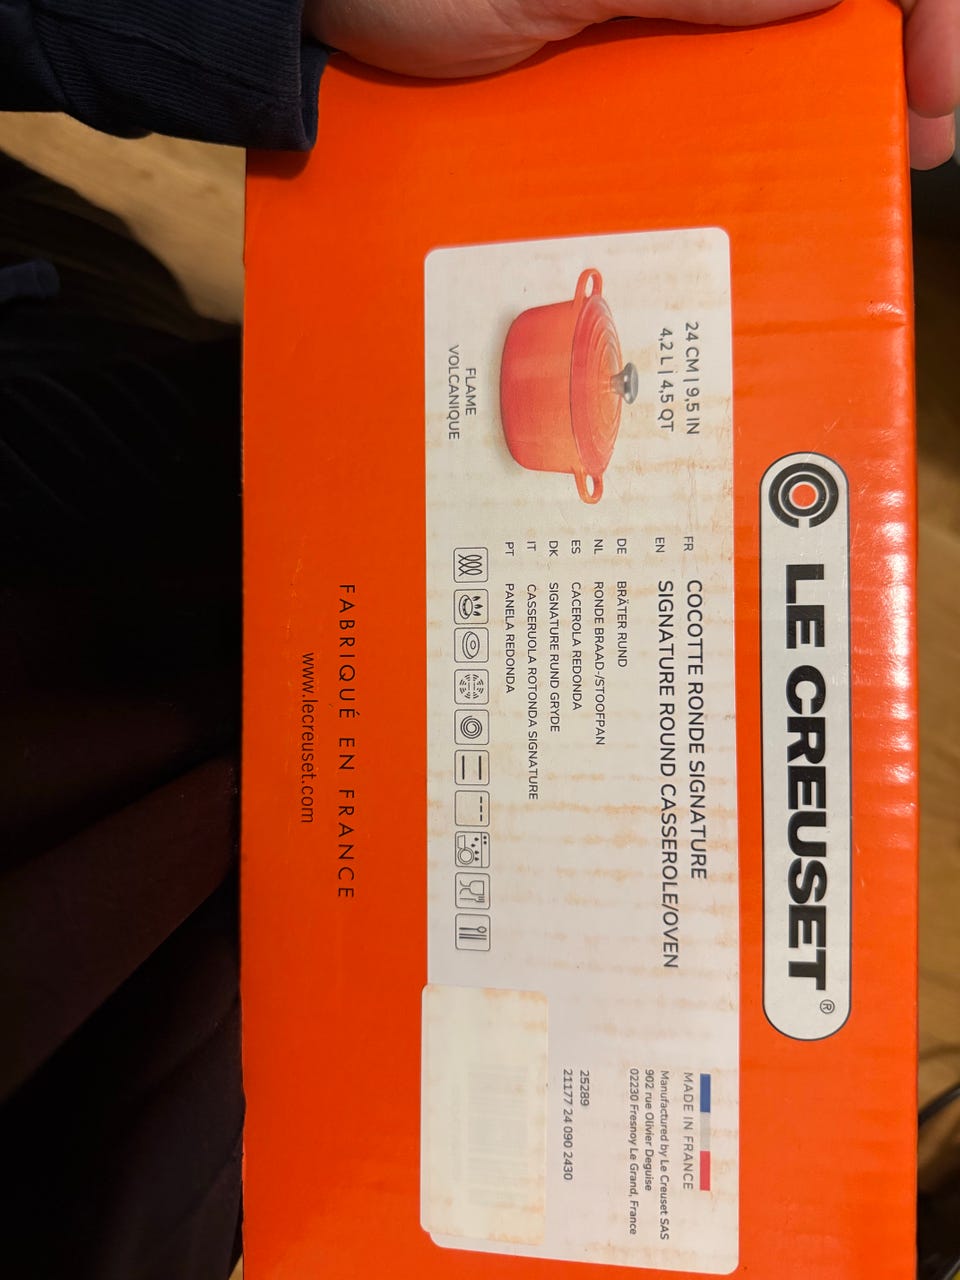 LE CREUSET®
24 CM | 9,5 IN
4,2 L | 4,5 QT
FLAME
VOLCANIQUE
FR COCOTTE RONDE SIGNATURE
EN SIGNATURE ROUND CASSEROLE/OVEN
DE BRÄTER RUND
NL RONDE BRAAD-/STOOFPAN
ES CACEROLA REDONDA
DK SIGNATURE RUND GRYDE
IT CASSERUOLA ROTONDA SIGNATURE
PT PANELA REDONDA
MADE IN FRANCE
Manufactured by Le Creuset SAS
902 rue Olivier Deguise
02230 Fresnoy Le Grand, France
25289
21177 24 090 2430
FABRIQUÉ EN FRANCE
www.lecreuset.com